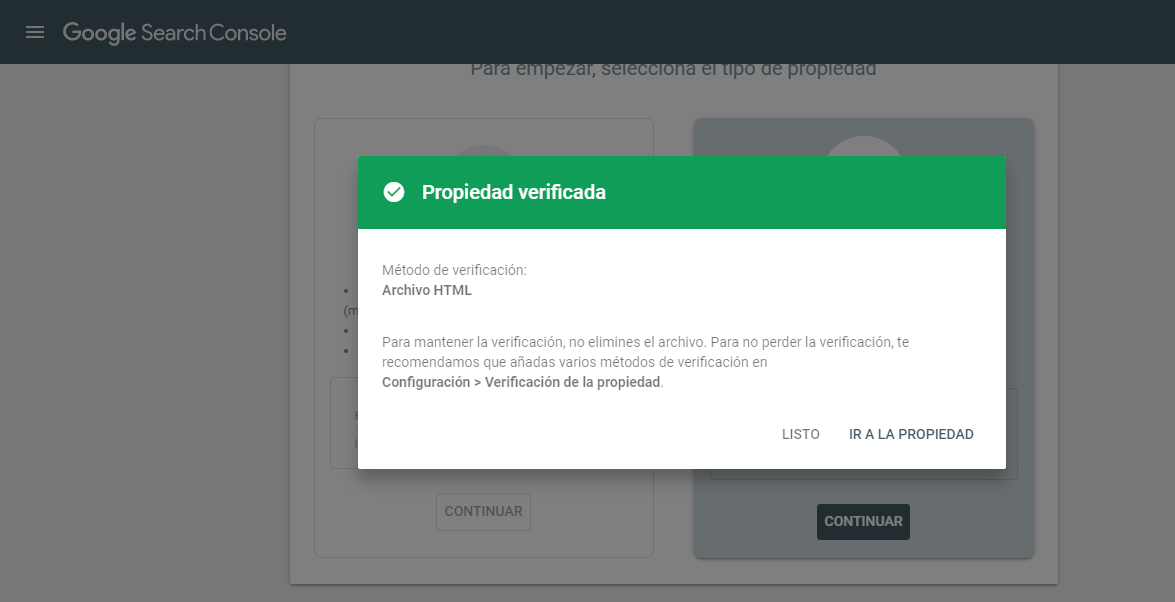 Google Search Console
Para empezar, selecciona el tipo de propiedad
Propiedad verificada
Método de verificación:
Archivo HTML
(m
Para mantener la verificación, no elimines el archivo. Para no perder la verificación, te
recomendamos que añadas varios métodos de verificación en
Configuración > Verificación de la propiedad.
LISTO IR A LA PROPIEDAD
CONTINUAR
CONTINUAR